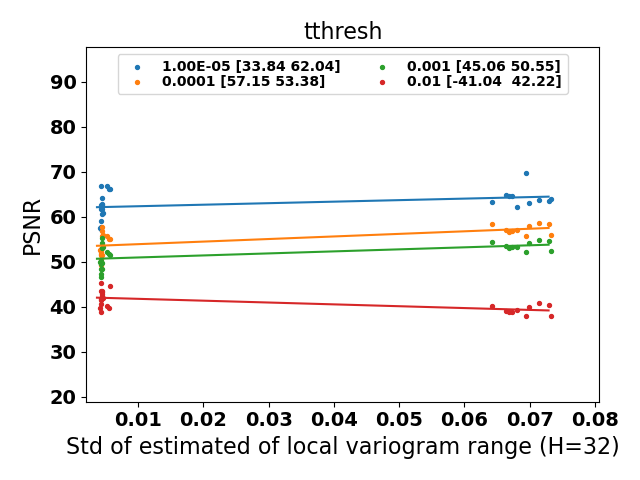 tthresh
1.00E-05 [33.84 62.04]
0.0001 [57.15 53.38]
0.001 [45.06 50.55]
0.01 [-41.04  42.22]
PSNR
90
80
70
60
50
40
30
20
0.01 0.02 0.03 0.04 0.05 0.06 0.07 0.08
Std of estimated of local variogram range (H=32)